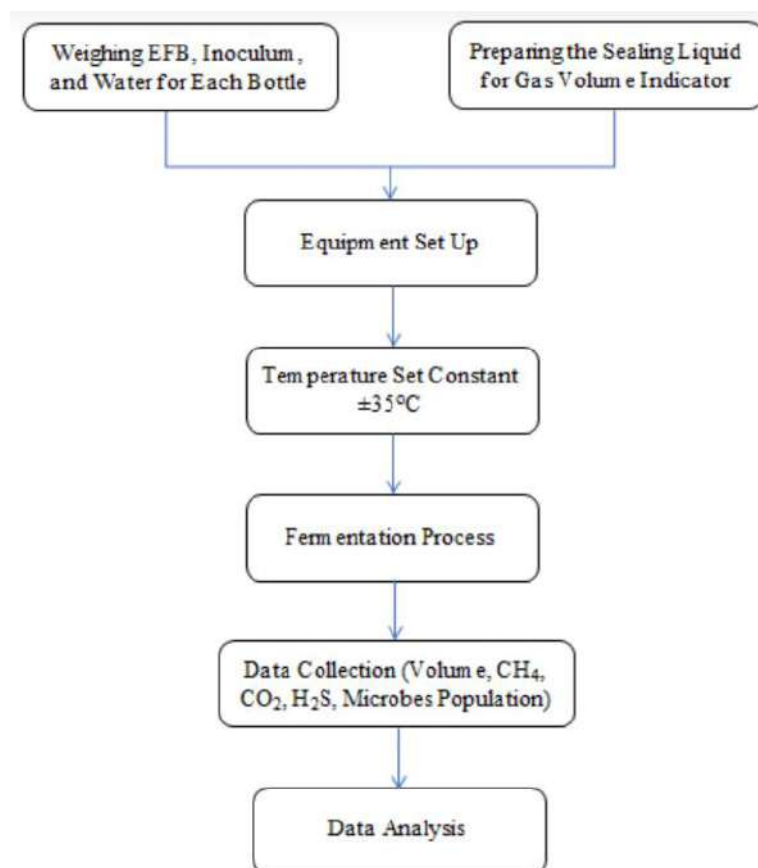 Weighing EFB, Inoculum,
and Water for Each Bottle
Preparing the Sealing Liquid
for Gas Volume Indicator
Equipment Set Up
Temperature Set Constant
±35°C
Fermentation Process
Data Collection (Volume, CH₄,
CO₂, H₂S, Microbes Population)
Data Analysis